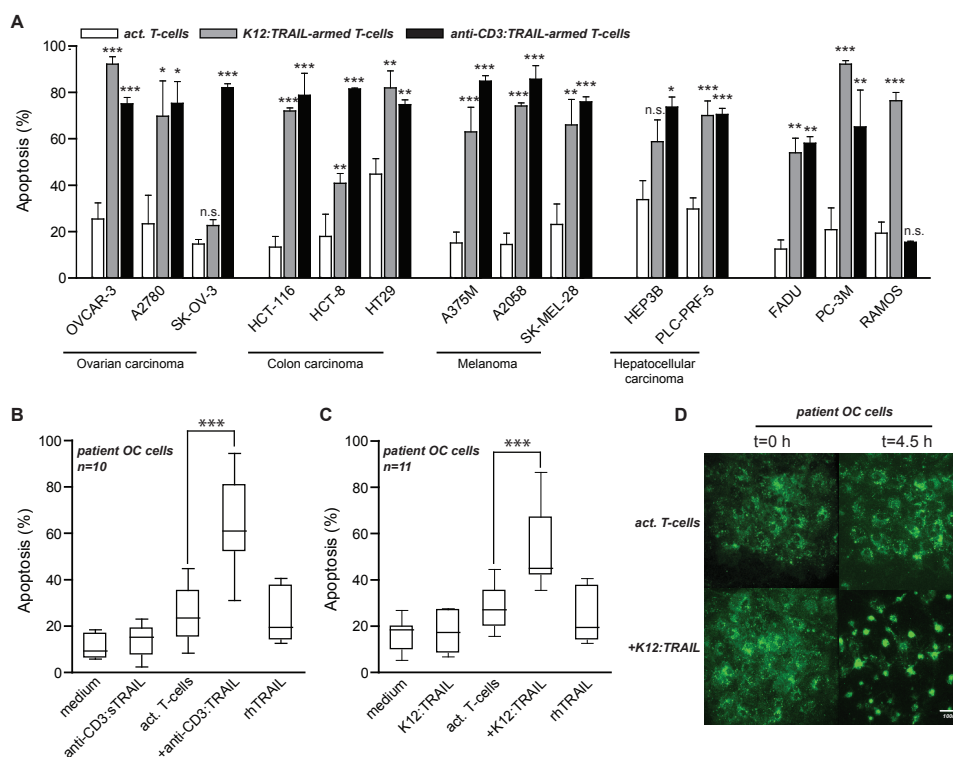 A
act. T-cells K12:TRAIL-armed T-cells anti-CD3:TRAIL-armed T-cells
Apoptosis (%)
100
80
60
40
20
0
*** *** * * n.s. *** *** *** ** *** ** ** *** *** *** *** ** *** n.s. * *** *** ** ** *** ** *** n.s.
OVCAR-3 A2780 SK-OV-3 HCT-116 HCT-8 HT29 A375M A2058 SK-MEL-28 HEP3B PLC-PRF-5 FADU PC-3M RAMOS
Ovarian carcinoma Colon carcinoma Melanoma Hepatocellular
carcinoma
B
patient OC cells
n=10
***
Apoptosis (%)
100
80
60
40
20
0
medium anti-CD3:sTRAIL act. T-cells +anti-CD3:TRAIL rhTRAIL
C
patient OC cells
n=11
***
Apoptosis (%)
100
80
60
40
20
0
medium K12:TRAIL act. T-cells +K12:TRAIL rhTRAIL
D
patient OC cells
t=0 h t=4.5 h
act. T-cells
+K12:TRAIL